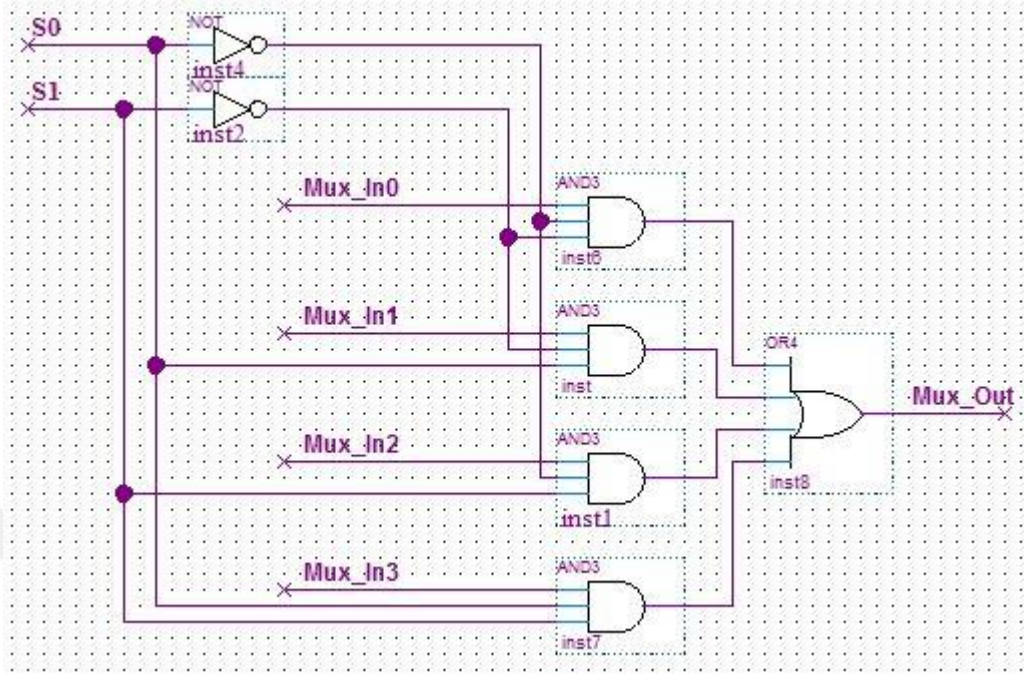 S0
NOT
inst4
S1
NOT
inst2
Mux_In0
AND3
inst6
Mux_In1
AND3
inst
OR4
Mux_Out
inst8
Mux_In2
AND3
inst1
Mux_In3
AND3
inst7